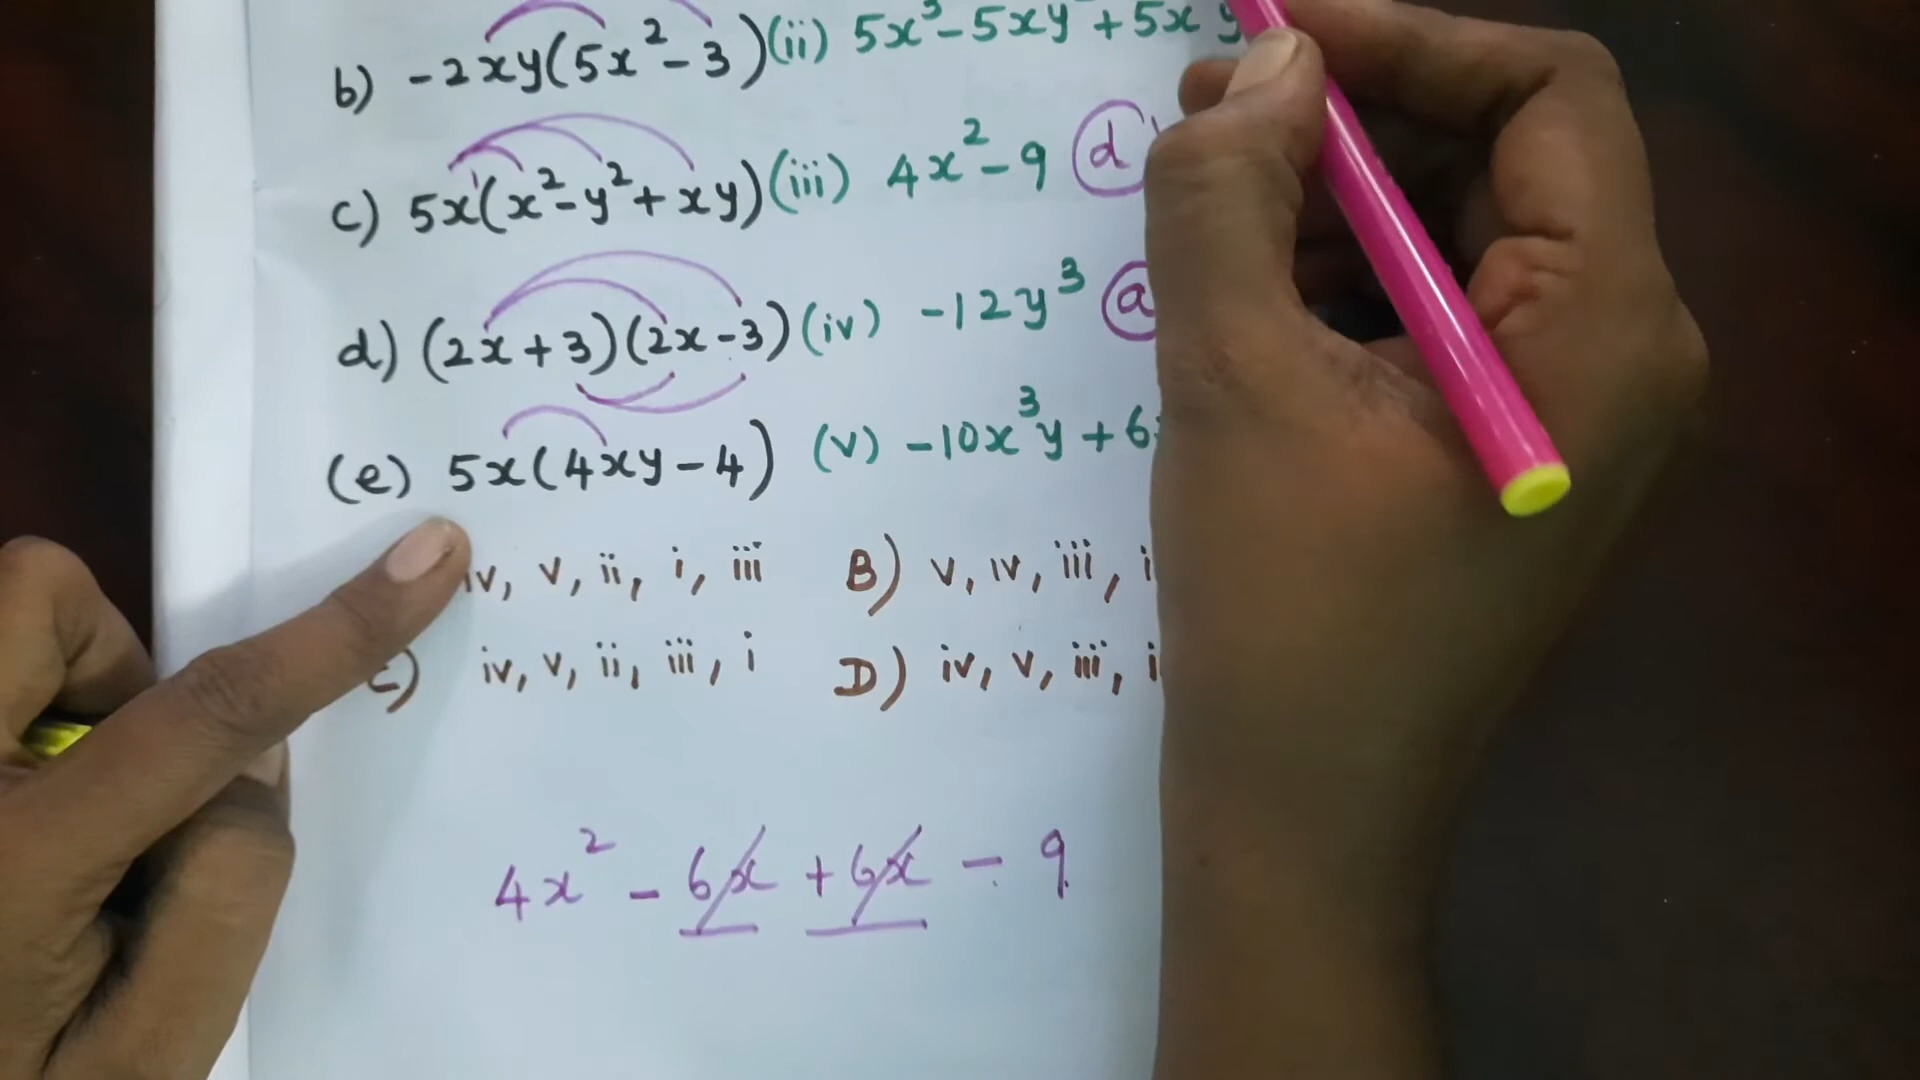 b) -2xy(5x²-3) (ii) 5x³-5xy²+5x y
c) 5x(x²-y²+xy) (iii) 4x²-9 d
d) (2x+3)(2x-3) (iv) -12y³ a
(e) 5x(4xy-4) (v) -10x³y+6
iv, v, ii, i, iii B) v, iv, iii, i
C) iv, v, ii, iii, i D) iv, v, iii, i
4x² - 6x + 6x - 9